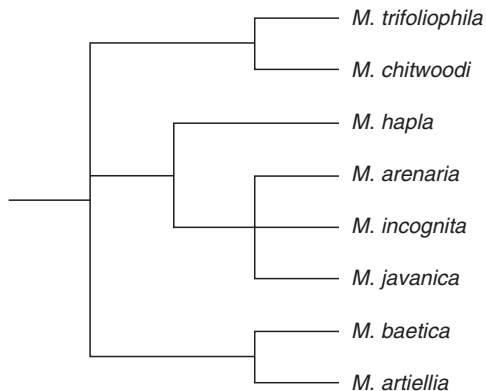 M. trifoliophila
M. chitwoodi
M. hapla
M. arenaria
M. incognita
M. javanica
M. baetica
M. artiellia